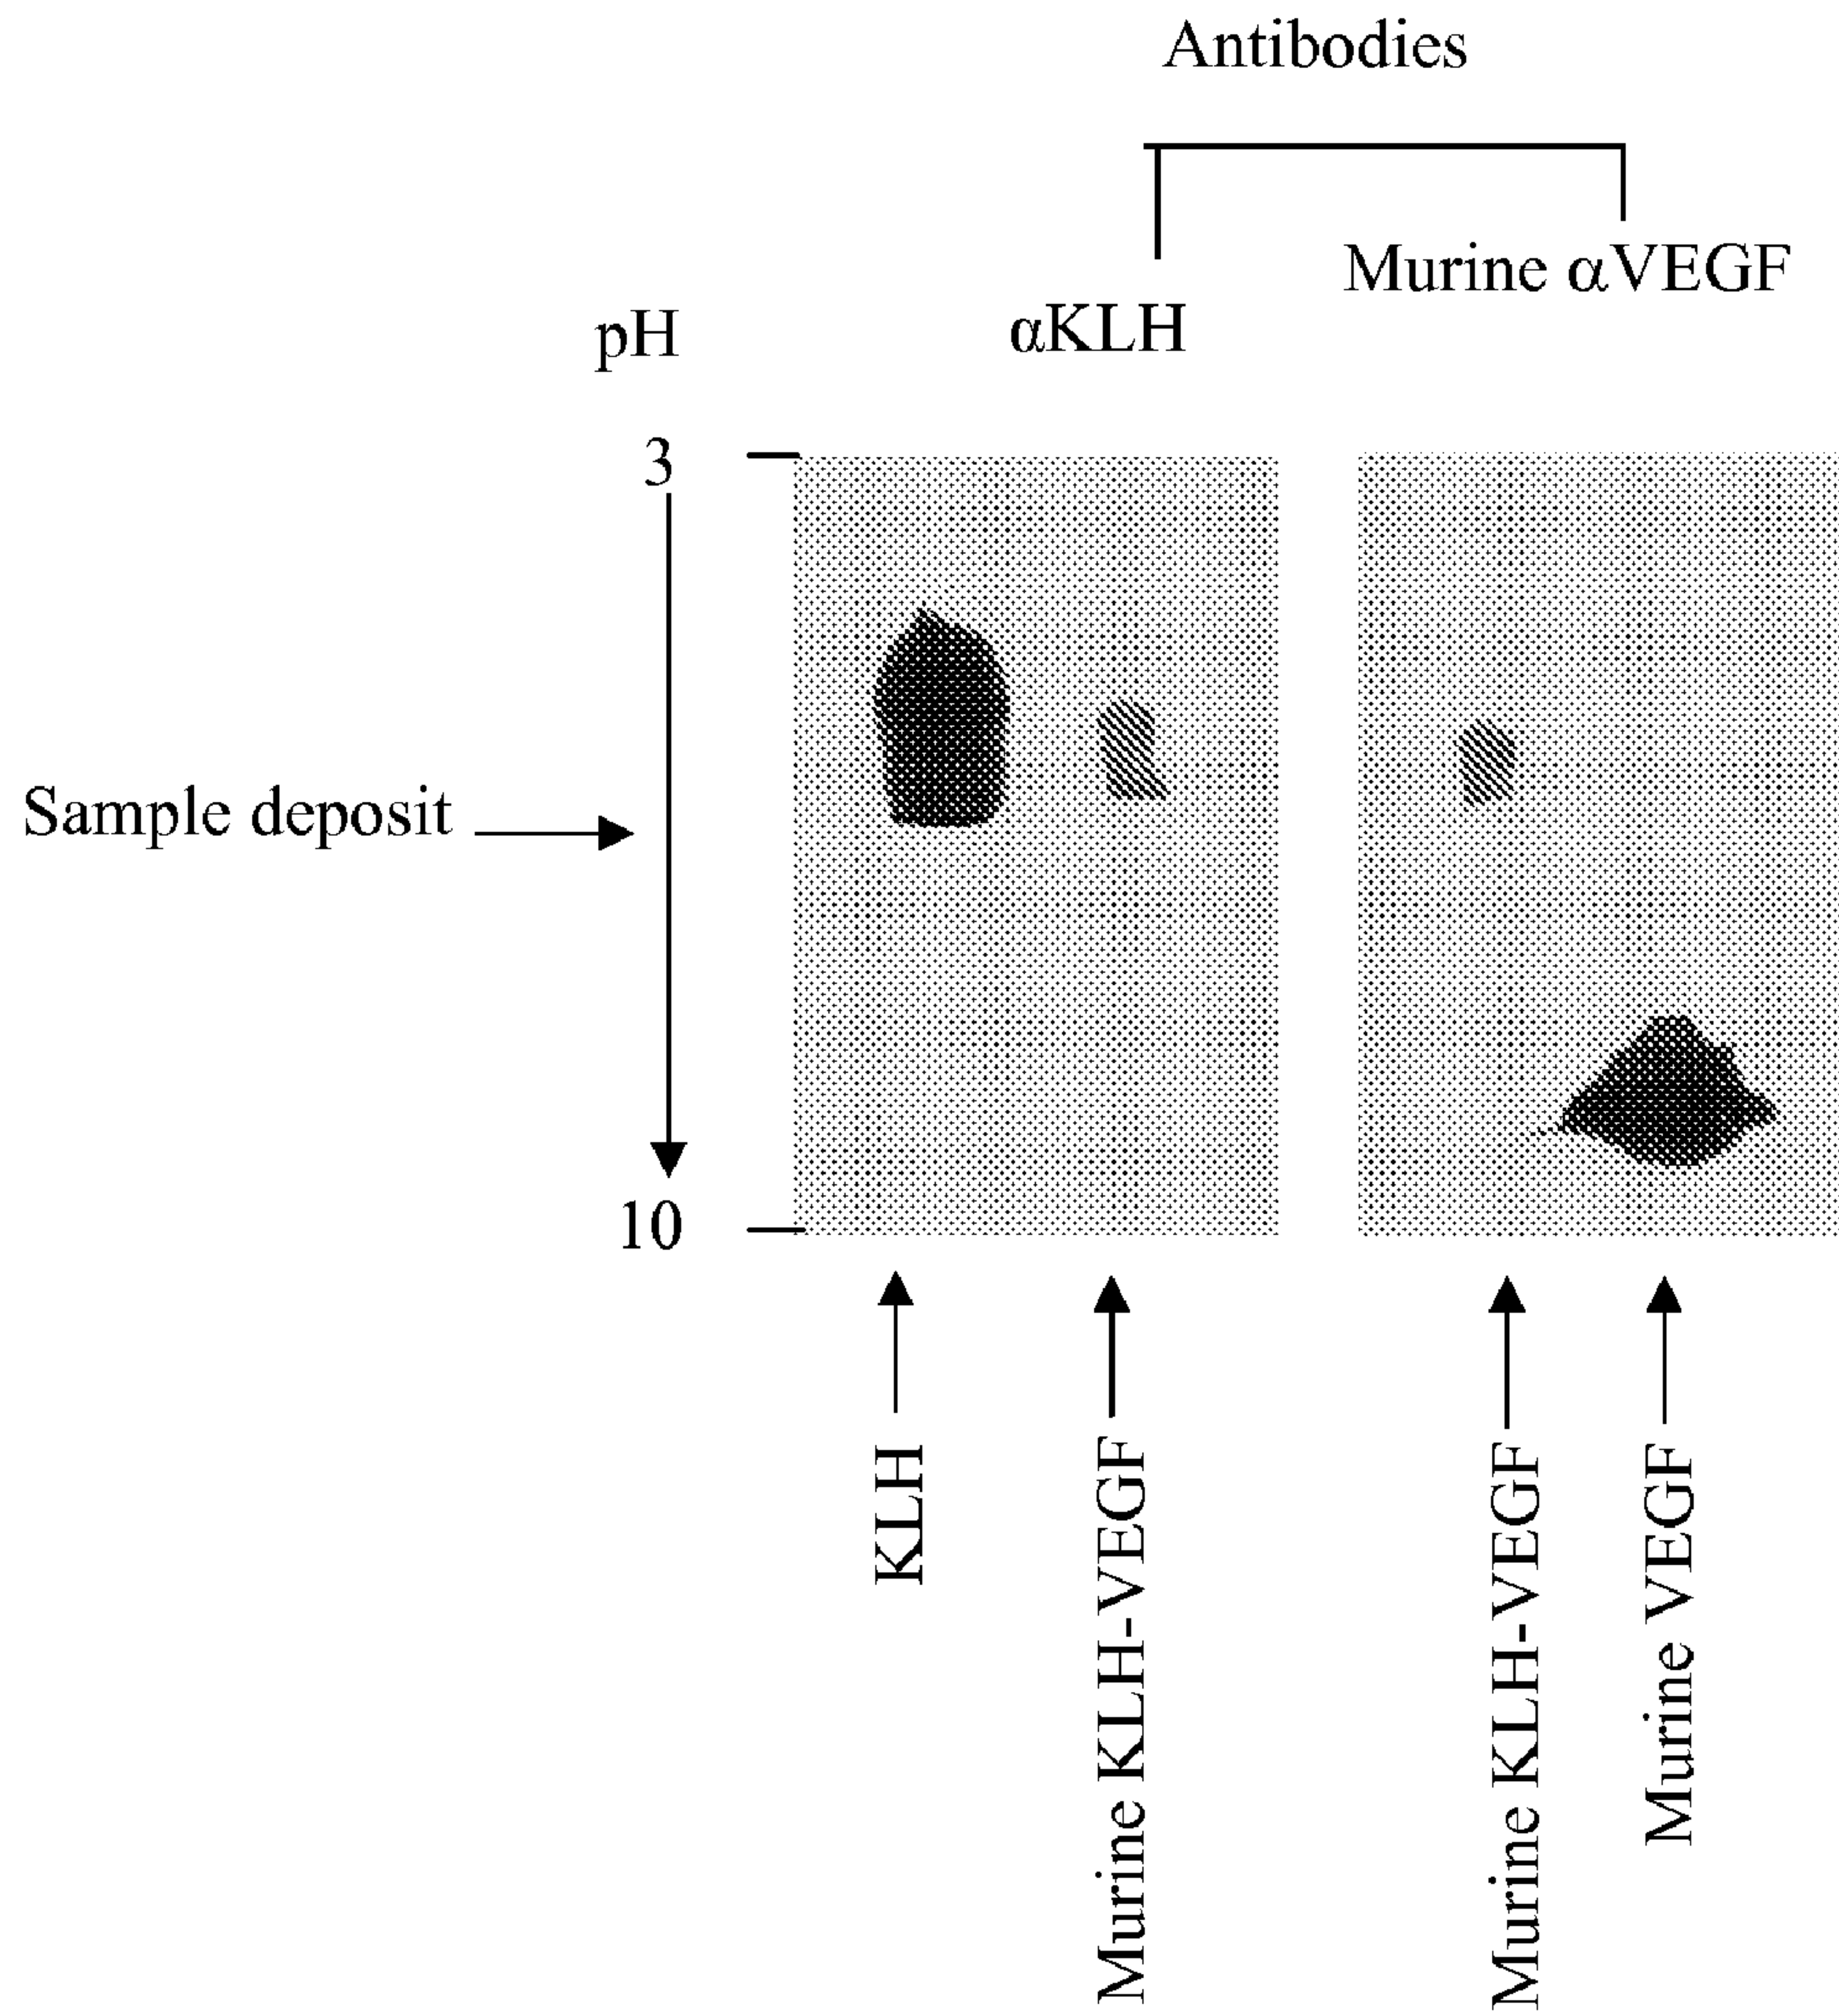 Antibodies
Murine αVEGF
αKLH
pH
3
Sample deposit
10
KLH
Murine KLH-VEGF
Murine KLH-VEGF
Murine VEGF